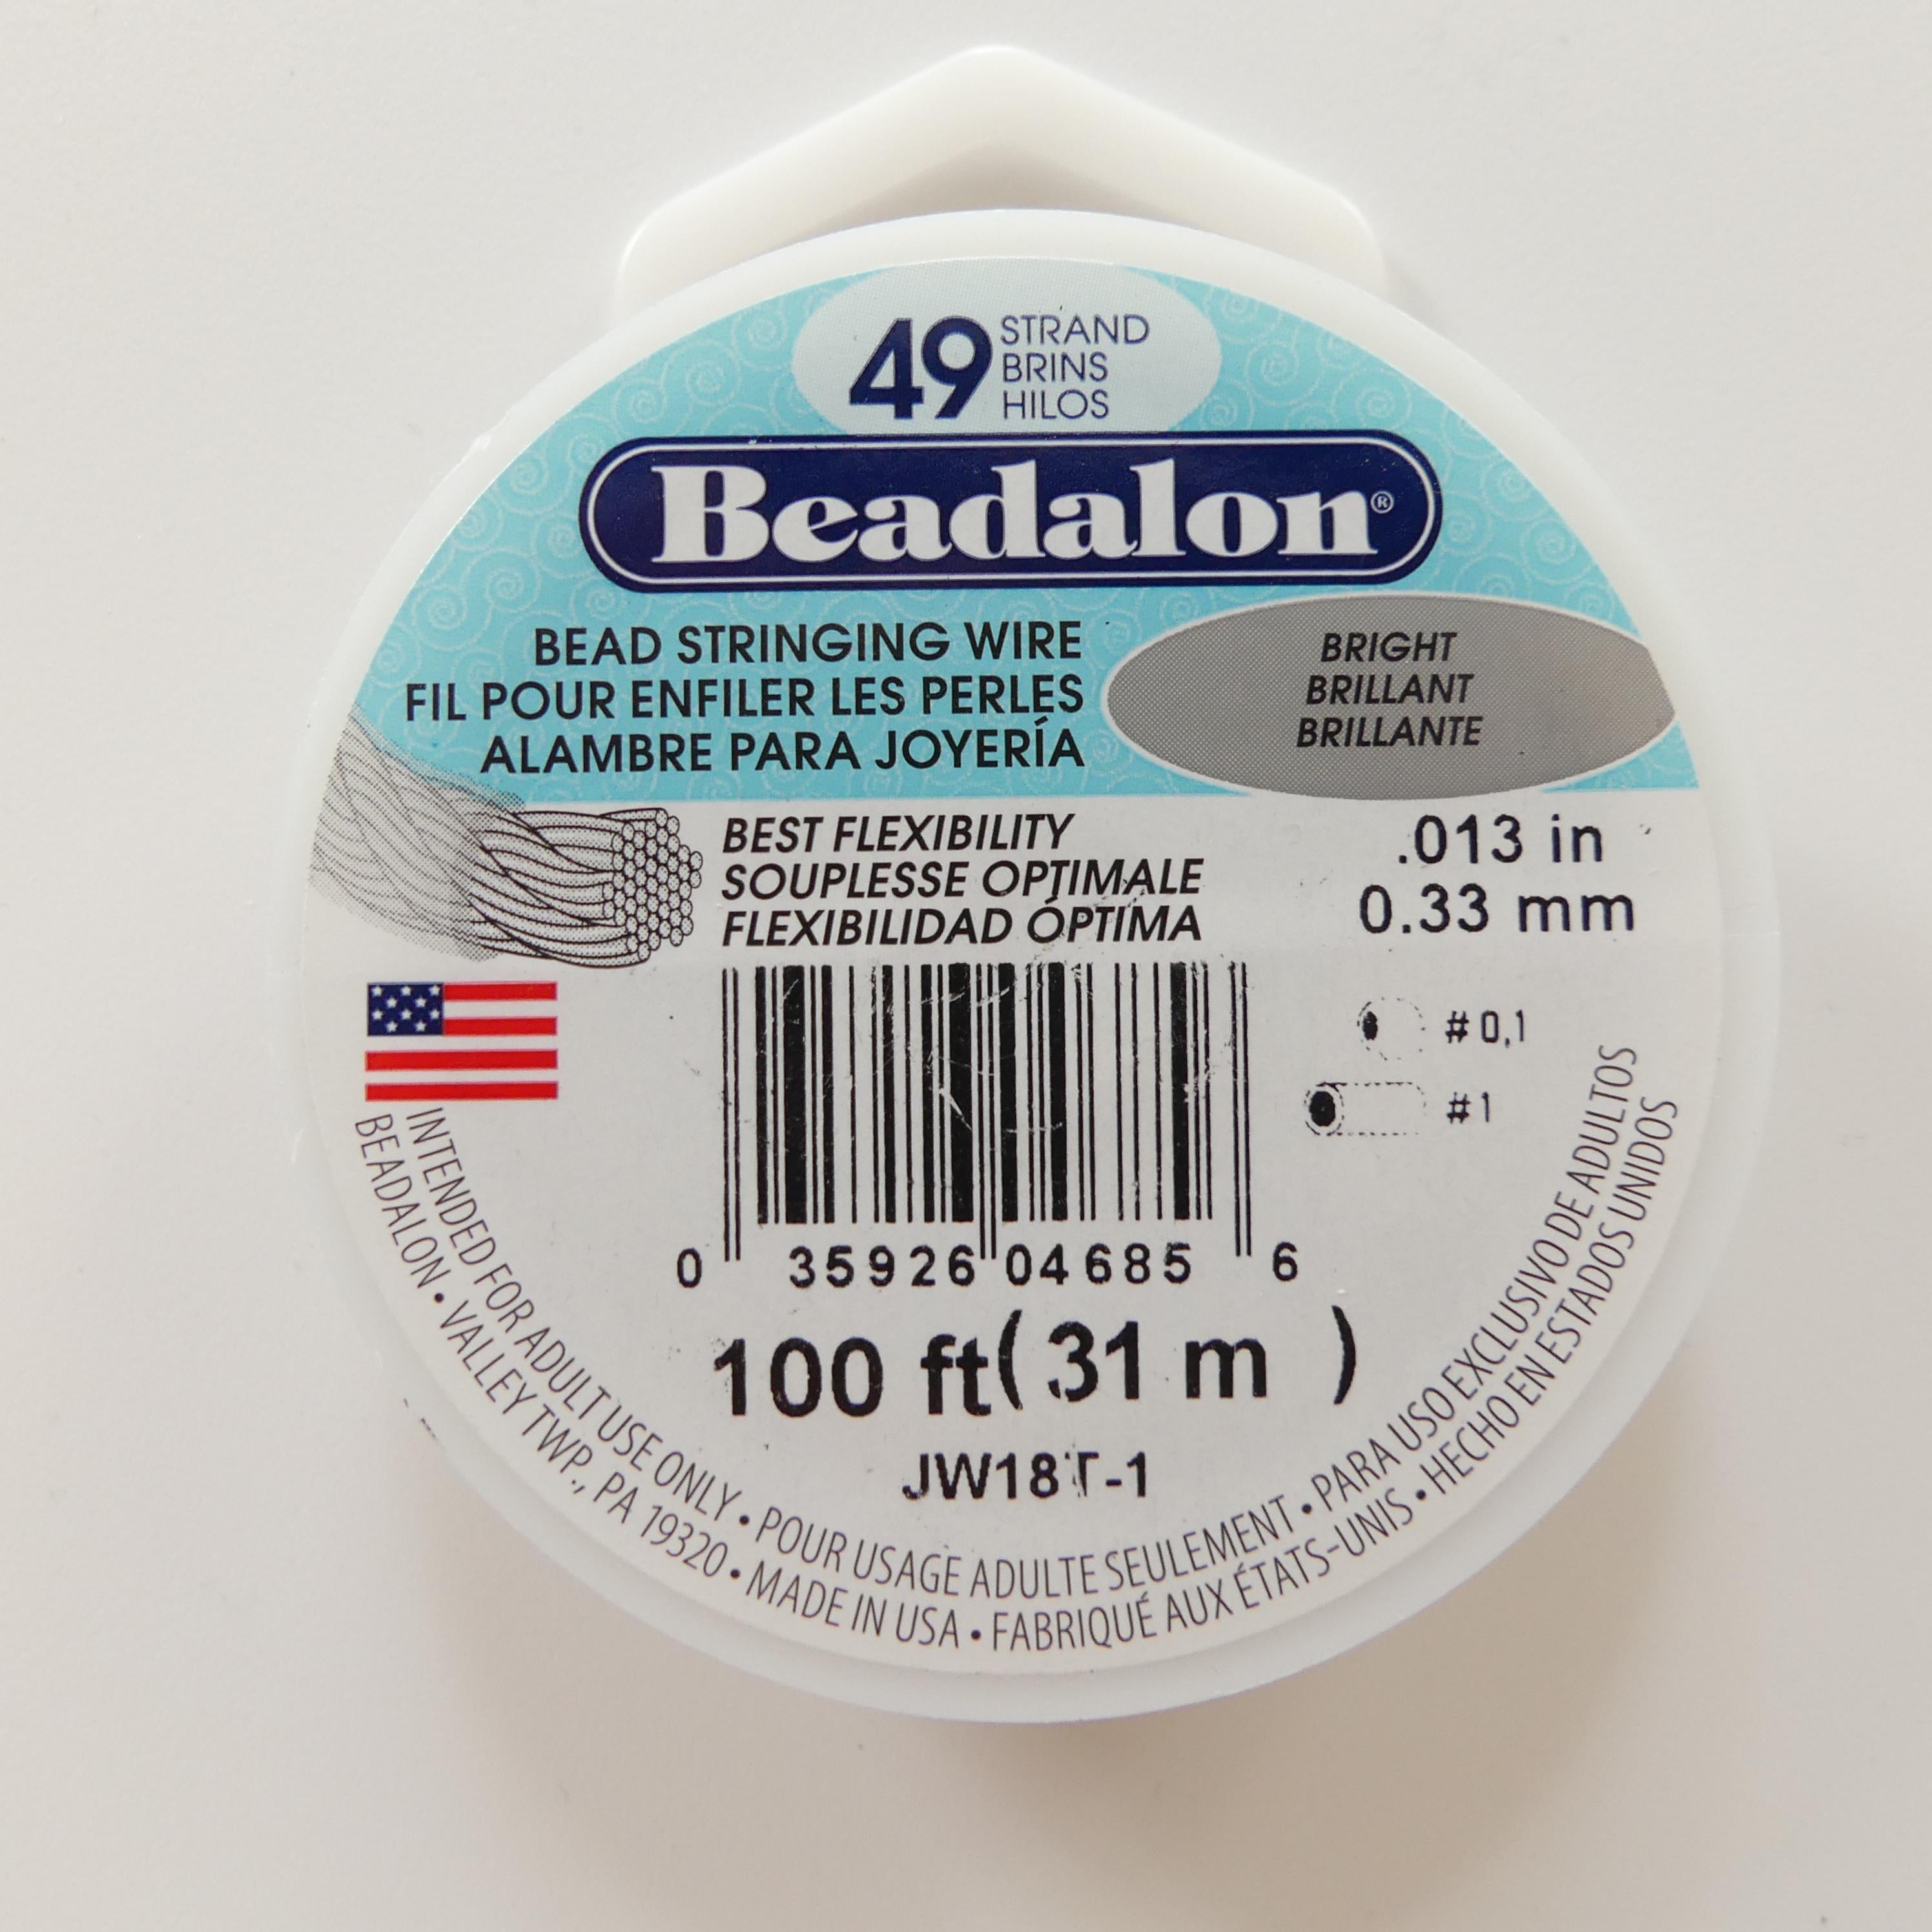 49 STRAND
BRINS
HILOS
Beadalon®
BEAD STRINGING WIRE
FIL POUR ENFILER LES PERLES
ALAMBRE PARA JOYERÍA
BRIGHT
BRILLANT
BRILLANTE
BEST FLEXIBILITY
SOUPLESSE OPTIMALE
FLEXIBILIDAD ÓPTIMA
.013 in
0.33 mm
#0,1
#1
0 35926 04685 6
100 ft( 31 m )
JW18T-1
INTENDED FOR ADULT USE ONLY • POUR USAGE ADULTE SEULEMENT • PARA USO EXCLUSIVO DE ADULTOS
BEADALON • VALLEY TWP., PA 19320 • MADE IN USA • FABRIQUÉ AUX ÉTATS-UNIS • HECHO EN ESTADOS UNIDOS